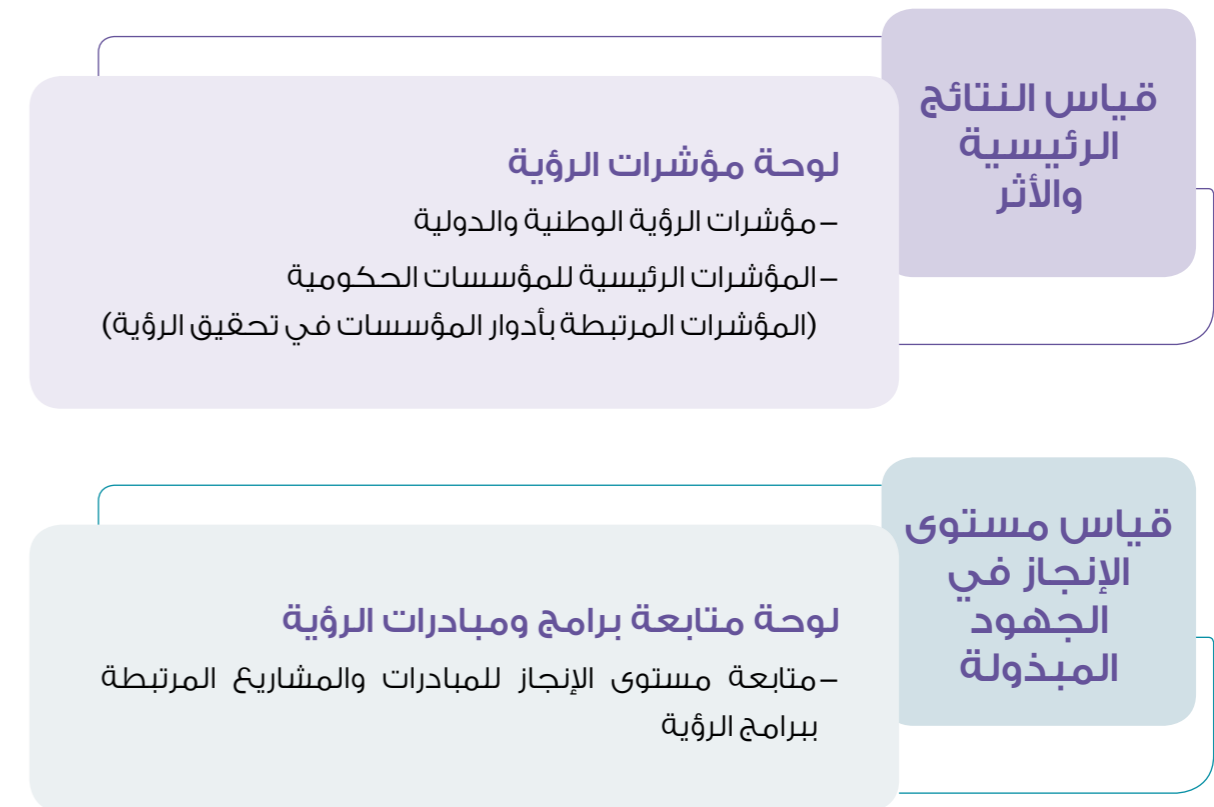 قياس النتائج
الرئيسية
والأثر
لوحة مؤشرات الرؤية
– مؤشرات الرؤية الوطنية والدولية
– المؤشرات الرئيسية للمؤسسات الحكومية
(المؤشرات المرتبطة بأدوار المؤسسات في تحقيق الرؤية)
قياس مستوى
الإنجاز في
الجهود
المبذولة
لوحة متابعة برامج ومبادرات الرؤية
– متابعة مستوى الإنجاز للمبادرات والمشاريع المرتبطة
ببرامج الرؤية